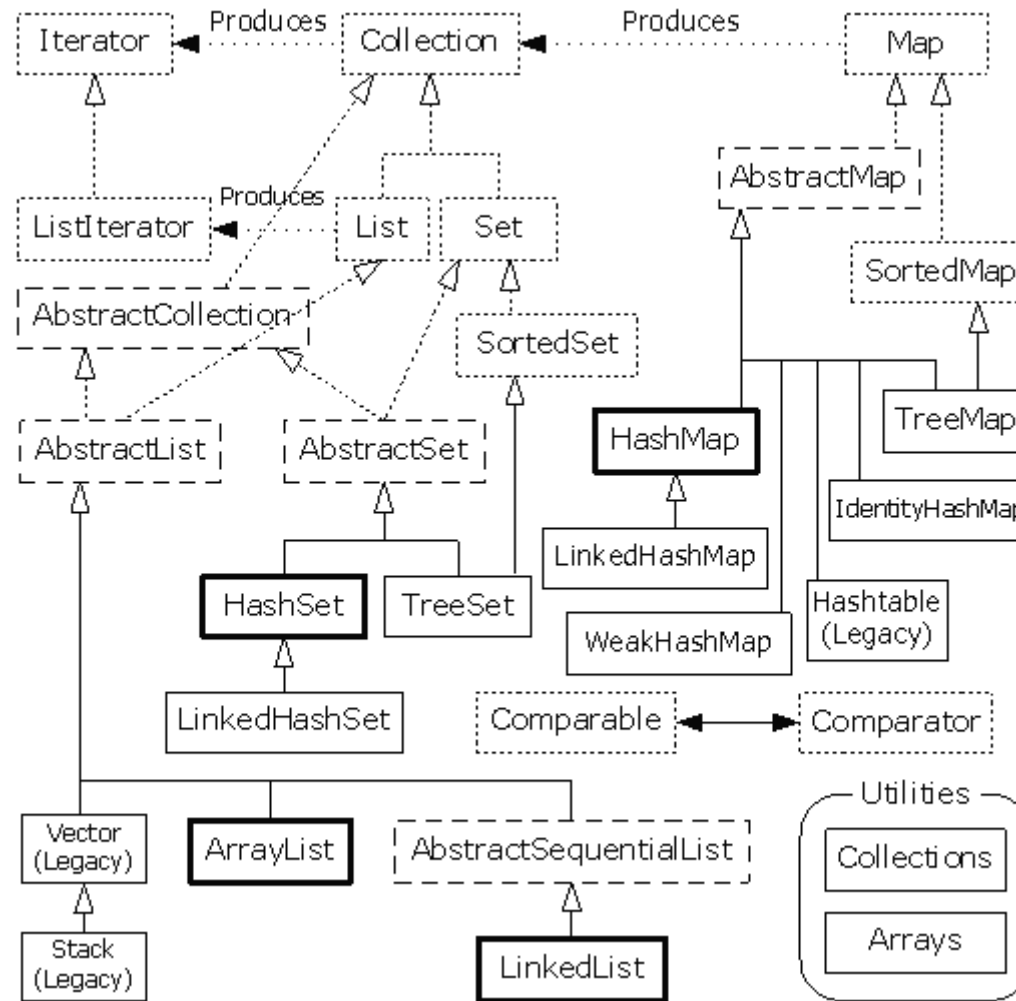 Produces
Produces
Iterator
Collection
Map
AbstractMap
Produces
ListIterator
List
Set
SortedMap
AbstractCollection
SortedSet
TreeMap
HashMap
AbstractList
AbstractSet
IdentityHashMap
LinkedHashMap
HashSet
TreeSet
Hashtable
(Legacy)
WeakHashMap
LinkedHashSet
Comparable
Comparator
Utilities
Vector
(Legacy)
ArrayList
AbstractSequentialList
Collections
Arrays
Stack
(Legacy)
LinkedList